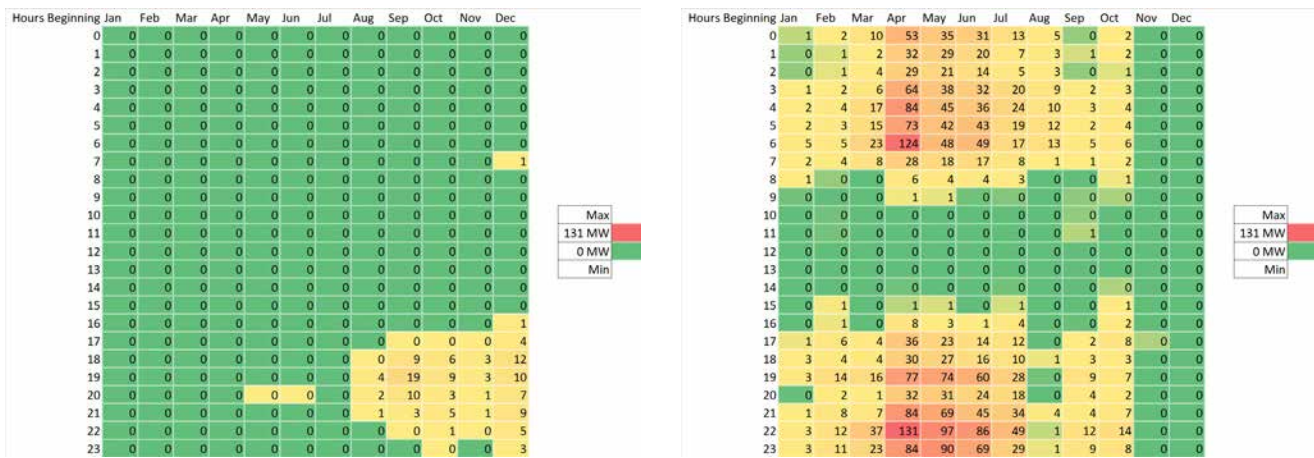 Hours Beginning Jan Feb Mar Apr May Jun Jul Aug Sep Oct Nov Dec
0 0 0 0 0 0 0 0 0 0 0 0 0
1 0 0 0 0 0 0 0 0 0 0 0 0
2 0 0 0 0 0 0 0 0 0 0 0 0
3 0 0 0 0 0 0 0 0 0 0 0 0
4 0 0 0 0 0 0 0 0 0 0 0 0
5 0 0 0 0 0 0 0 0 0 0 0 0
6 0 0 0 0 0 0 0 0 0 0 0 0
7 0 0 0 0 0 0 0 0 0 0 0 1
8 0 0 0 0 0 0 0 0 0 0 0 0
9 0 0 0 0 0 0 0 0 0 0 0 0
10 0 0 0 0 0 0 0 0 0 0 0 0
11 0 0 0 0 0 0 0 0 0 0 0 0
12 0 0 0 0 0 0 0 0 0 0 0 0
13 0 0 0 0 0 0 0 0 0 0 0 0
14 0 0 0 0 0 0 0 0 0 0 0 0
15 0 0 0 0 0 0 0 0 0 0 0 0
16 0 0 0 0 0 0 0 0 0 0 0 1
17 0 0 0 0 0 0 0 0 0 0 0 4
18 0 0 0 0 0 0 0 0 9 6 3 12
19 0 0 0 0 0 0 0 4 19 9 3 10
20 0 0 0 0 0 0 0 2 10 3 1 7
21 0 0 0 0 0 0 0 1 3 5 1 9
22 0 0 0 0 0 0 0 0 0 1 0 5
23 0 0 0 0 0 0 0 0 0 0 0 3
Max
131 MW
0 MW
Min
Hours Beginning Jan Feb Mar Apr May Jun Jul Aug Sep Oct Nov Dec
0 1 2 10 53 35 31 13 5 0 2 0 0
1 0 1 2 32 29 20 7 3 1 2 0 0
2 0 1 4 29 21 14 5 3 0 1 0 0
3 1 2 6 64 38 32 20 9 2 3 0 0
4 2 4 17 84 45 36 24 10 3 4 0 0
5 2 3 15 73 42 43 19 12 2 4 0 0
6 5 5 23 124 48 49 17 13 5 6 0 0
7 2 4 8 28 18 17 8 1 1 2 0 0
8 1 0 0 6 4 4 3 0 0 1 0 0
9 0 0 0 1 1 0 0 0 0 0 0 0
10 0 0 0 0 0 0 0 0 0 0 0 0
11 0 0 0 0 0 0 0 0 1 0 0 0
12 0 0 0 0 0 0 0 0 0 0 0 0
13 0 0 0 0 0 0 0 0 0 0 0 0
14 0 0 0 0 0 0 0 0 0 0 0 0
15 0 1 0 1 1 0 1 0 0 1 0 0
16 0 1 0 8 3 1 4 0 0 2 0 0
17 1 6 4 36 23 14 12 0 2 8 0 0
18 3 4 4 30 27 16 10 1 3 3 0 0
19 3 14 16 77 74 60 28 0 9 7 0 0
20 0 2 1 32 31 24 18 0 4 2 0 0
21 1 8 7 84 69 45 34 4 4 7 0 0
22 3 12 37 131 97 86 49 1 12 14 0 0
23 3 11 23 84 90 69 29 1 9 8 0 0
Max
131 MW
0 MW
Min